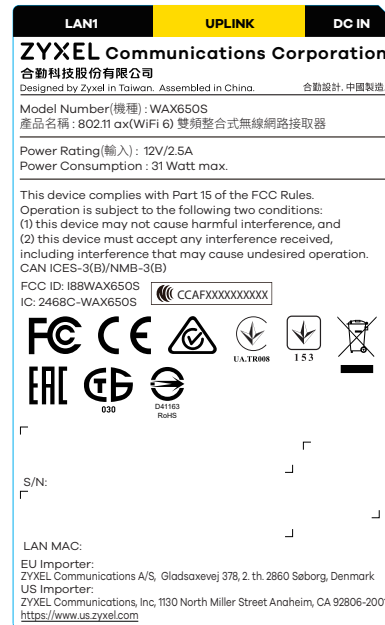 LAN1 UPLINK DC IN
ZYXEL Communications Corporation
合勤科技股份有限公司
Designed by Zyxel in Taiwan. Assembled in China. 合勤設計. 中國製造.
Model Number(機種) : WAX650S
產品名稱 : 802.11 ax(WiFi 6) 雙頻整合式無線網路接取器
Power Rating(輸入) : 12V/2.5A
Power Consumption : 31 Watt max.
This device complies with Part 15 of the FCC Rules.
Operation is subject to the following two conditions:
(1) this device may not cause harmful interference, and
(2) this device must accept any interference received,
including interference that may cause undesired operation.
CAN ICES-3(B)/NMB-3(B)
FCC ID: I88WAX650S
IC: 2468C-WAX650S
CCAFXXXXXXXXXX
FC CE
UA.TR008 153
EAC
030
D41163
RoHS
S/N:
LAN MAC:
EU Importer:
ZYXEL Communications A/S, Gladsaxevej 378, 2. th. 2860 Søborg, Denmark
US Importer:
ZYXEL Communications, Inc, 1130 North Miller Street Anaheim, CA 92806-2001
https://www.us.zyxel.com